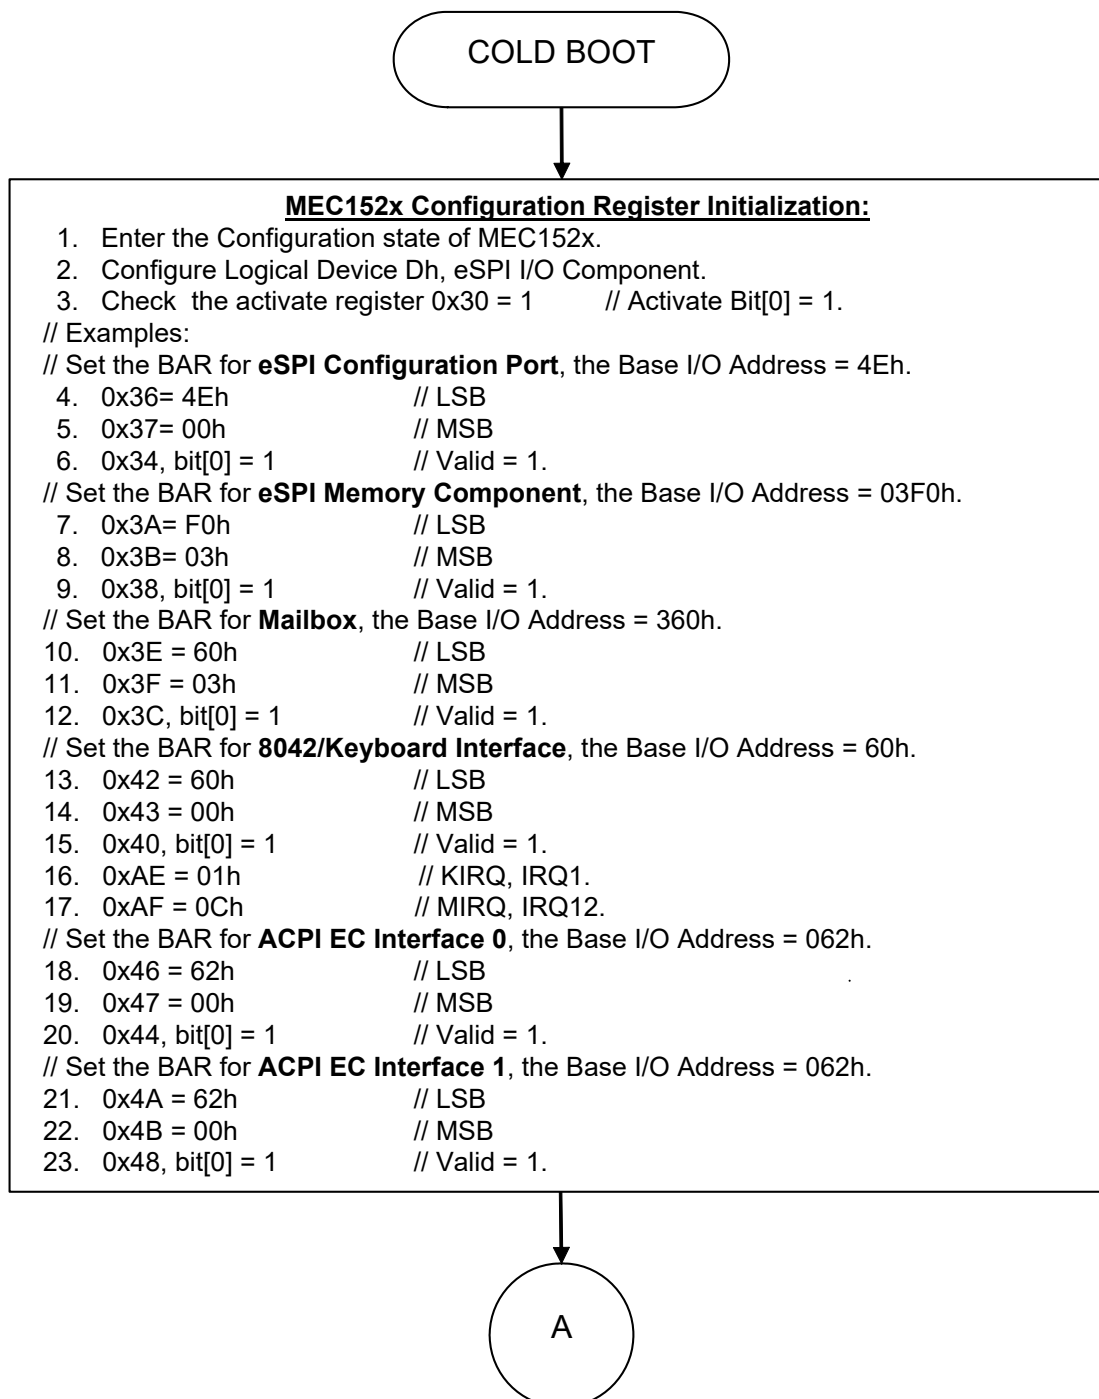 COLD BOOT
MEC152x Configuration Register Initialization:
1. Enter the Configuration state of MEC152x.
2. Configure Logical Device Dh, eSPI I/O Component.
3. Check the activate register 0x30 = 1 // Activate Bit[0] = 1.
// Examples:
// Set the BAR for eSPI Configuration Port, the Base I/O Address = 4Eh.
4. 0x36= 4Eh // LSB
5. 0x37= 00h // MSB
6. 0x34, bit[0] = 1 // Valid = 1.
// Set the BAR for eSPI Memory Component, the Base I/O Address = 03F0h.
7. 0x3A= F0h // LSB
8. 0x3B= 03h // MSB
9. 0x38, bit[0] = 1 // Valid = 1.
// Set the BAR for Mailbox, the Base I/O Address = 360h.
10. 0x3E = 60h // LSB
11. 0x3F = 03h // MSB
12. 0x3C, bit[0] = 1 // Valid = 1.
// Set the BAR for 8042/Keyboard Interface, the Base I/O Address = 60h.
13. 0x42 = 60h // LSB
14. 0x43 = 00h // MSB
15. 0x40, bit[0] = 1 // Valid = 1.
16. 0xAE = 01h // KIRQ, IRQ1.
17. 0xAF = 0Ch // MIRQ, IRQ12.
// Set the BAR for ACPI EC Interface 0, the Base I/O Address = 062h.
18. 0x46 = 62h // LSB
19. 0x47 = 00h // MSB
20. 0x44, bit[0] = 1 // Valid = 1.
// Set the BAR for ACPI EC Interface 1, the Base I/O Address = 062h.
21. 0x4A = 62h // LSB
22. 0x4B = 00h // MSB
23. 0x48, bit[0] = 1 // Valid = 1.
A